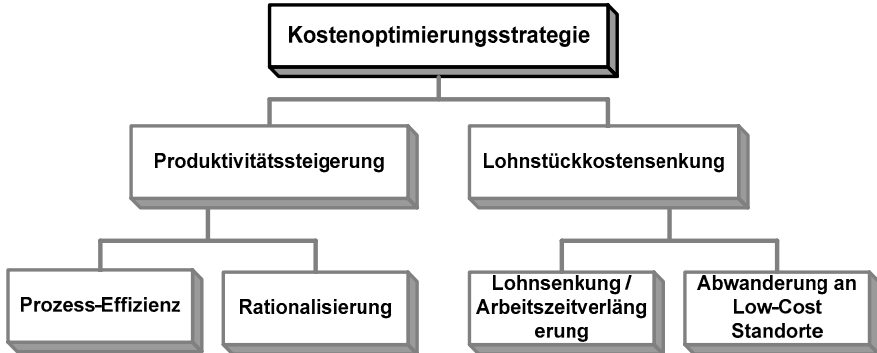 Kostenoptimierungsstrategie
Produktivitätssteigerung
Lohnstückkostensenkung
Prozess-Effizienz
Rationalisierung
Lohnsenkung /
Arbeitszeitverläng
erung
Abwanderung an
Low-Cost
Standorte